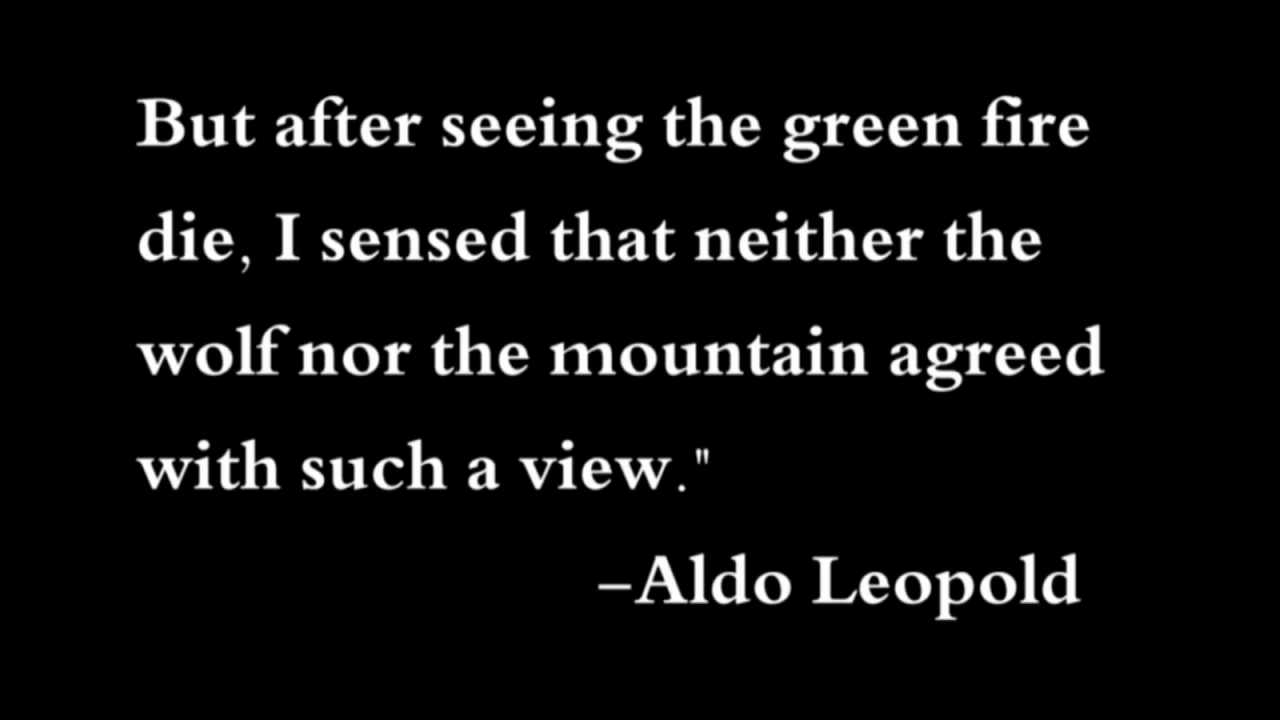 But after seeing the green fire
die, I sensed that neither the
wolf nor the mountain agreed
with such a view."
–Aldo Leopold